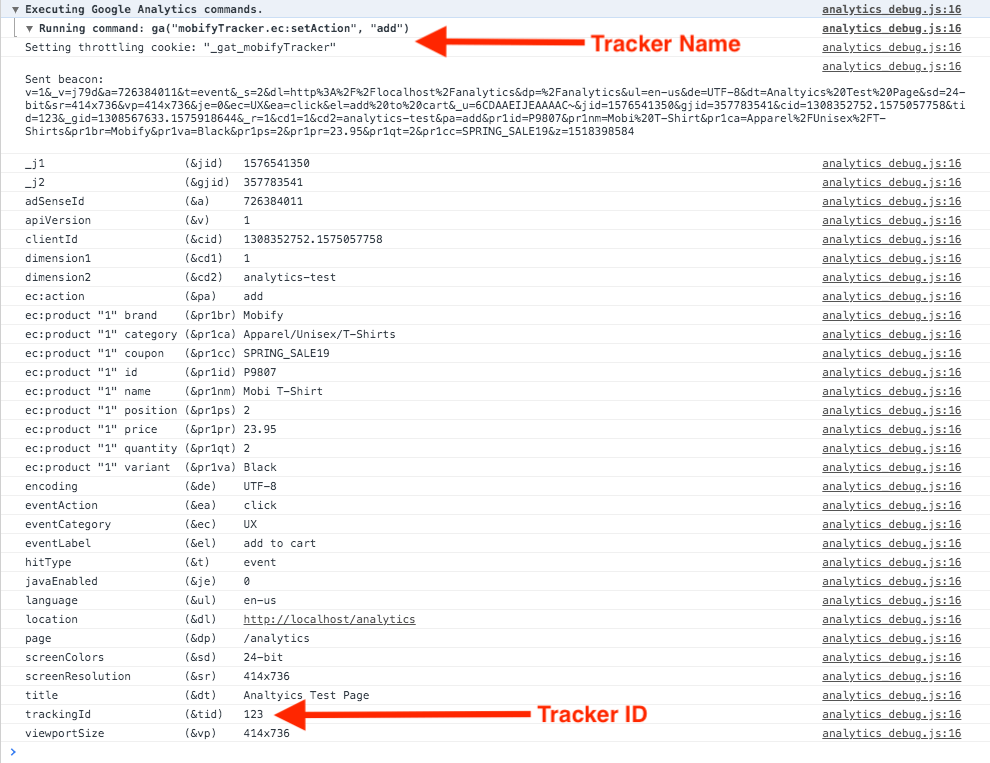 ▼ Executing Google Analytics commands. analytics_debug.js:16
▼ Running command: ga("mobifyTracker.ec:setAction", "add") analytics_debug.js:16
Setting throttling cookie: "_gat_mobifyTracker" analytics_debug.js:16
Tracker Name
analytics_debug.js:16
Sent beacon:
v=1&_v=j79d&a=726384011&t=event&_s=2&dl=http%3A%2F%2Flocalhost%2Fanalytics&dp=%2Fanalytics&ul=en-us&de=UTF-8&dt=Analtyics%20Test%20Page&sd=24-
bit&sr=414x736&vp=414x736&je=0&ec=UX&ea=click&el=add%20to%20cart&_u=6CDAAEIJEAAAAC~&jid=1576541350&gjid=357783541&cid=1308352752.1575057758&ti
d=123&_gid=1308567633.1575918644&_r=1&cd1=1&cd2=analytics-test&pa=add&pr1id=P9807&pr1nm=Mobi%20T-Shirt&pr1ca=Apparel%2FUnisex%2FT-
Shirts&pr1br=Mobify&pr1va=Black&pr1ps=2&pr1pr=23.95&pr1qt=2&pr1cc=SPRING_SALE19&z=1518398584
_j1 (&jid) 1576541350 analytics_debug.js:16
_j2 (&gjid) 357783541 analytics_debug.js:16
adSenseId (&a) 726384011 analytics_debug.js:16
apiVersion (&v) 1 analytics_debug.js:16
clientId (&cid) 1308352752.1575057758 analytics_debug.js:16
dimension1 (&cd1) 1 analytics_debug.js:16
dimension2 (&cd2) analytics-test analytics_debug.js:16
ec:action (&pa) add analytics_debug.js:16
ec:product "1" brand (&pr1br) Mobify analytics_debug.js:16
ec:product "1" category (&pr1ca) Apparel/Unisex/T-Shirts analytics_debug.js:16
ec:product "1" coupon (&pr1cc) SPRING_SALE19 analytics_debug.js:16
ec:product "1" id (&pr1id) P9807 analytics_debug.js:16
ec:product "1" name (&pr1nm) Mobi T-Shirt analytics_debug.js:16
ec:product "1" position (&pr1ps) 2 analytics_debug.js:16
ec:product "1" price (&pr1pr) 23.95 analytics_debug.js:16
ec:product "1" quantity (&pr1qt) 2 analytics_debug.js:16
ec:product "1" variant (&pr1va) Black analytics_debug.js:16
encoding (&de) UTF-8 analytics_debug.js:16
eventAction (&ea) click analytics_debug.js:16
eventCategory (&ec) UX analytics_debug.js:16
eventLabel (&el) add to cart analytics_debug.js:16
hitType (&t) event analytics_debug.js:16
javaEnabled (&je) 0 analytics_debug.js:16
language (&ul) en-us analytics_debug.js:16
location (&dl) http://localhost/analytics analytics_debug.js:16
page (&dp) /analytics analytics_debug.js:16
screenColors (&sd) 24-bit analytics_debug.js:16
screenResolution (&sr) 414x736 analytics_debug.js:16
title (&dt) Analtyics Test Page analytics_debug.js:16
trackingId (&tid) 123 Tracker ID analytics_debug.js:16
viewportSize (&vp) 414x736 analytics_debug.js:16
>